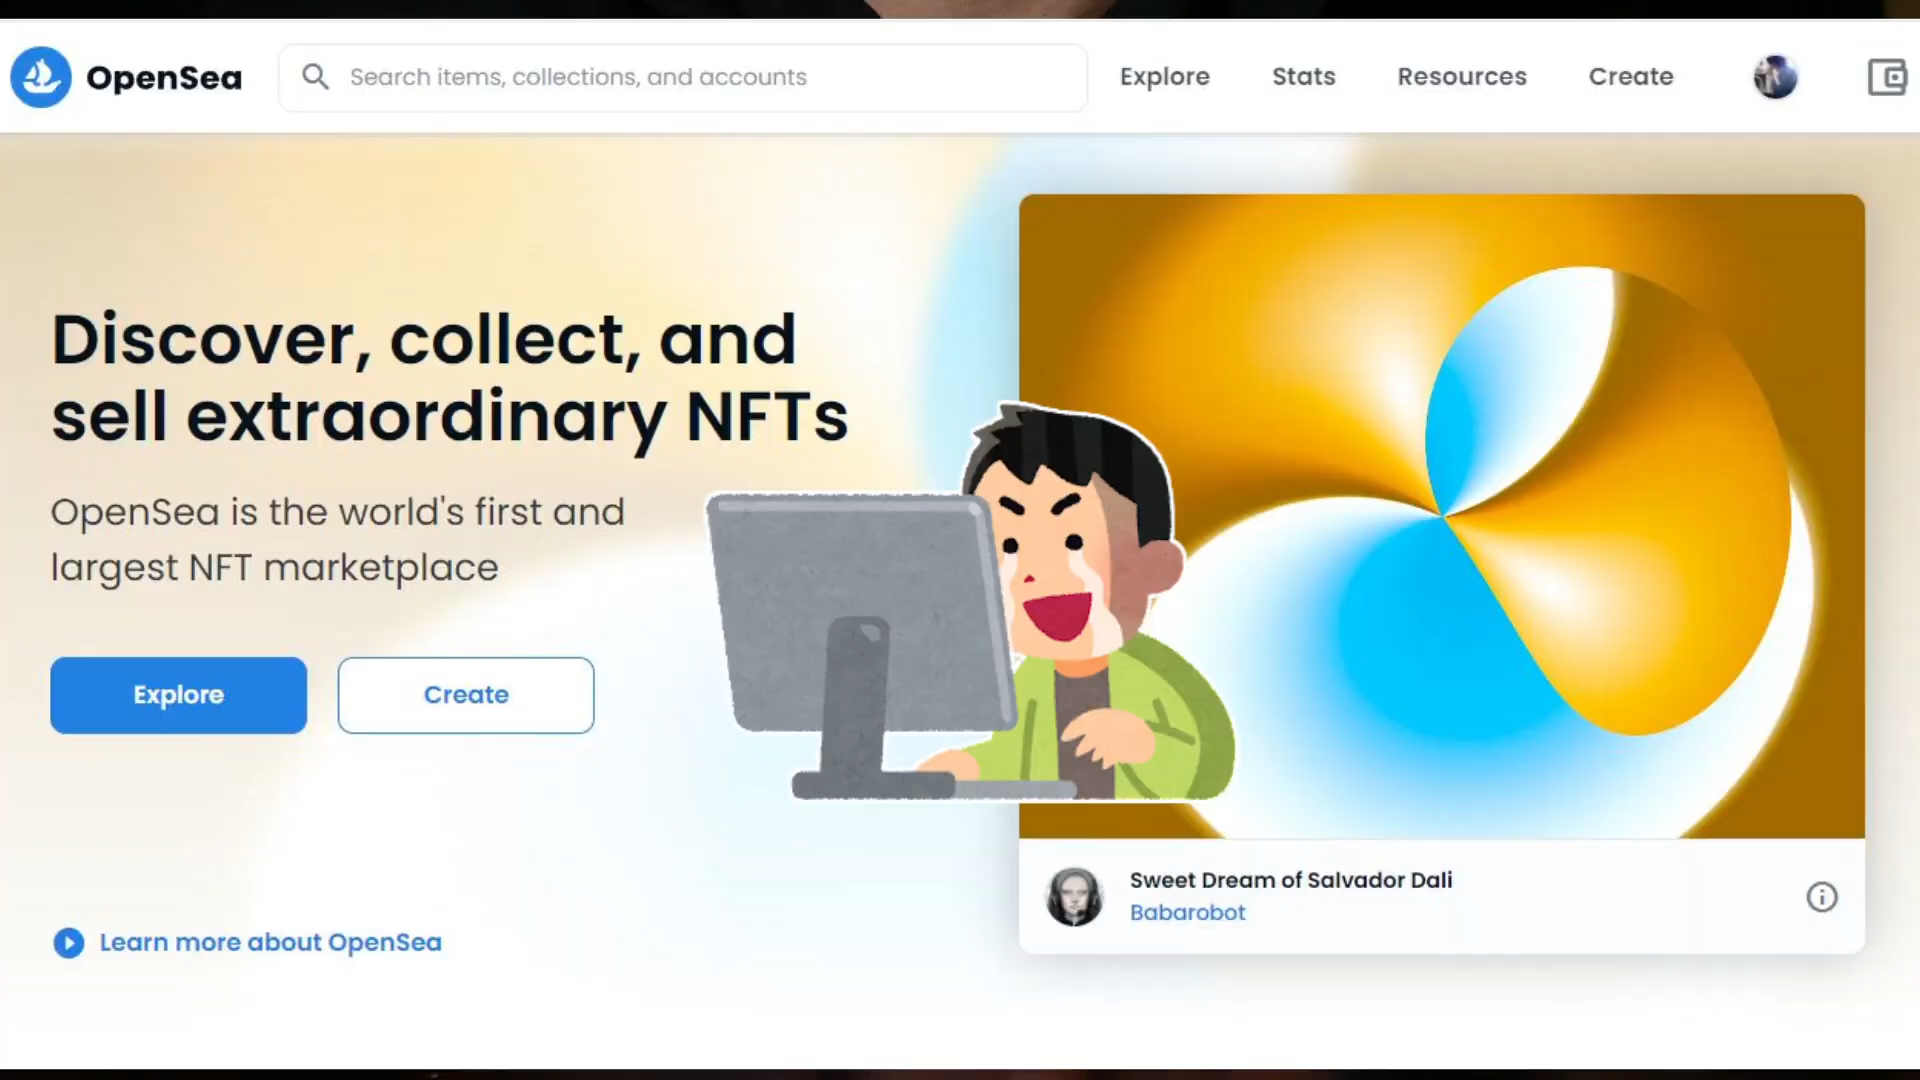 OpenSea
Search items, collections, and accounts
Explore
Stats
Resources
Create
Discover, collect, and
sell extraordinary NFTs
OpenSea is the world's first and
largest NFT marketplace
Explore
Create
Learn more about OpenSea
Sweet Dream of Salvador Dali
Babarobot